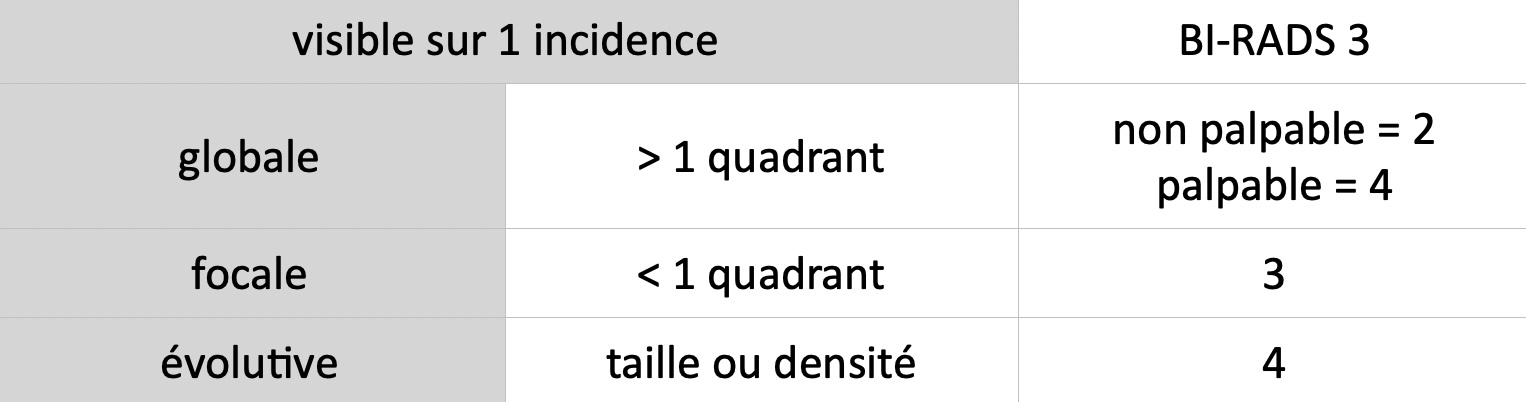 visible sur 1 incidence
BI-RADS 3
globale
> 1 quadrant
non palpable = 2
palpable = 4
focale
< 1 quadrant
3
évolutive
taille ou densité
4